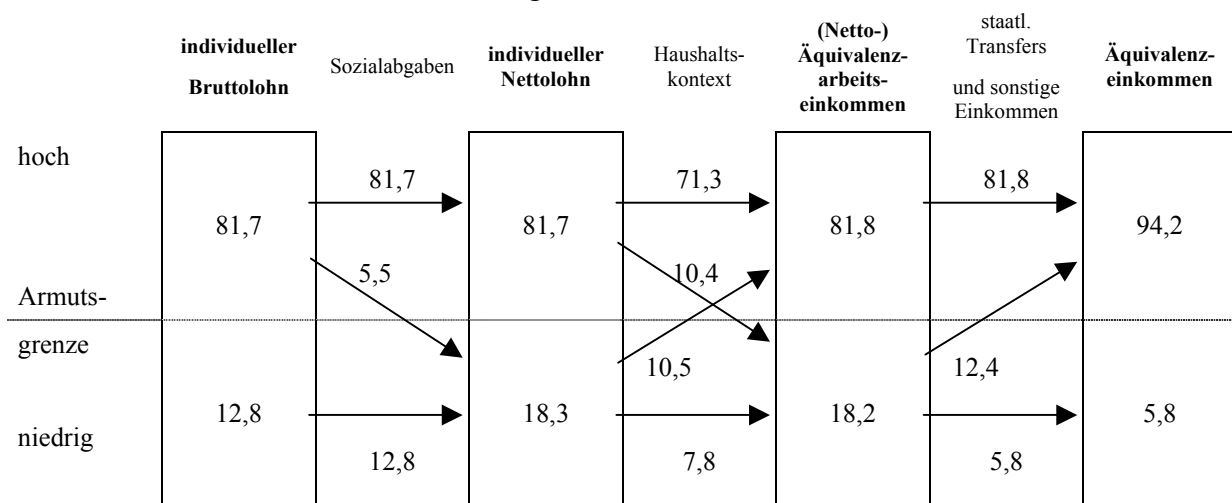 individueller
Bruttolohn
Sozialabgaben
individueller
Nettolohn
Haushalts-
kontext
(Netto-)
Äquivalenz-
arbeits-
einkommen
staatl.
Transfers
und sonstige
Einkommen
Äquivalenz-
einkommen
hoch
81,7
71,3
81,8
81,7
81,7
81,8
94,2
5,5
10,4
Armuts-
grenze
10,5
12,4
12,8
18,3
18,2
5,8
niedrig
12,8
7,8
5,8